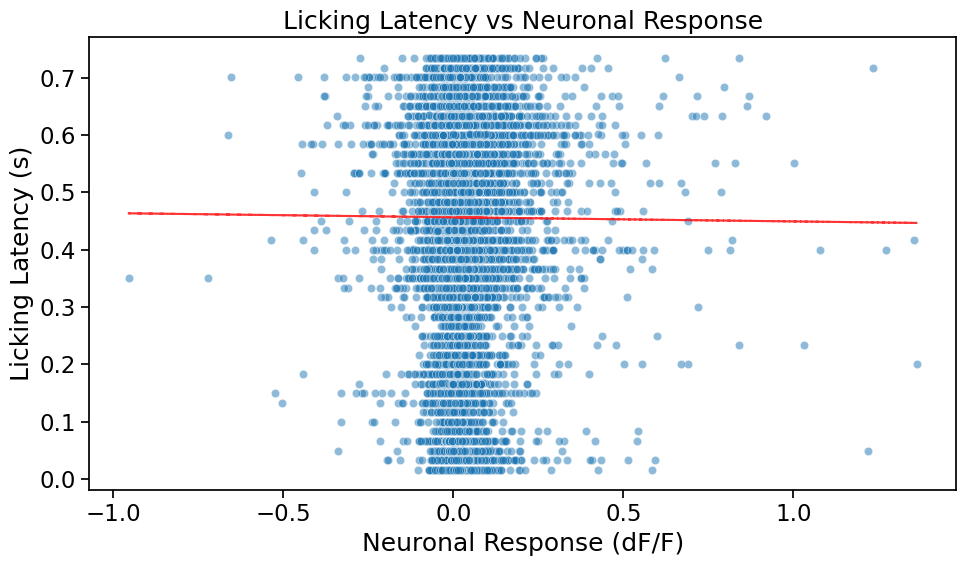 Licking Latency vs Neuronal Response
Licking Latency (s)
0.7
0.6
0.5
0.4
0.3
0.2
0.1
0.0
−1.0 −0.5 0.0 0.5 1.0
Neuronal Response (dF/F)